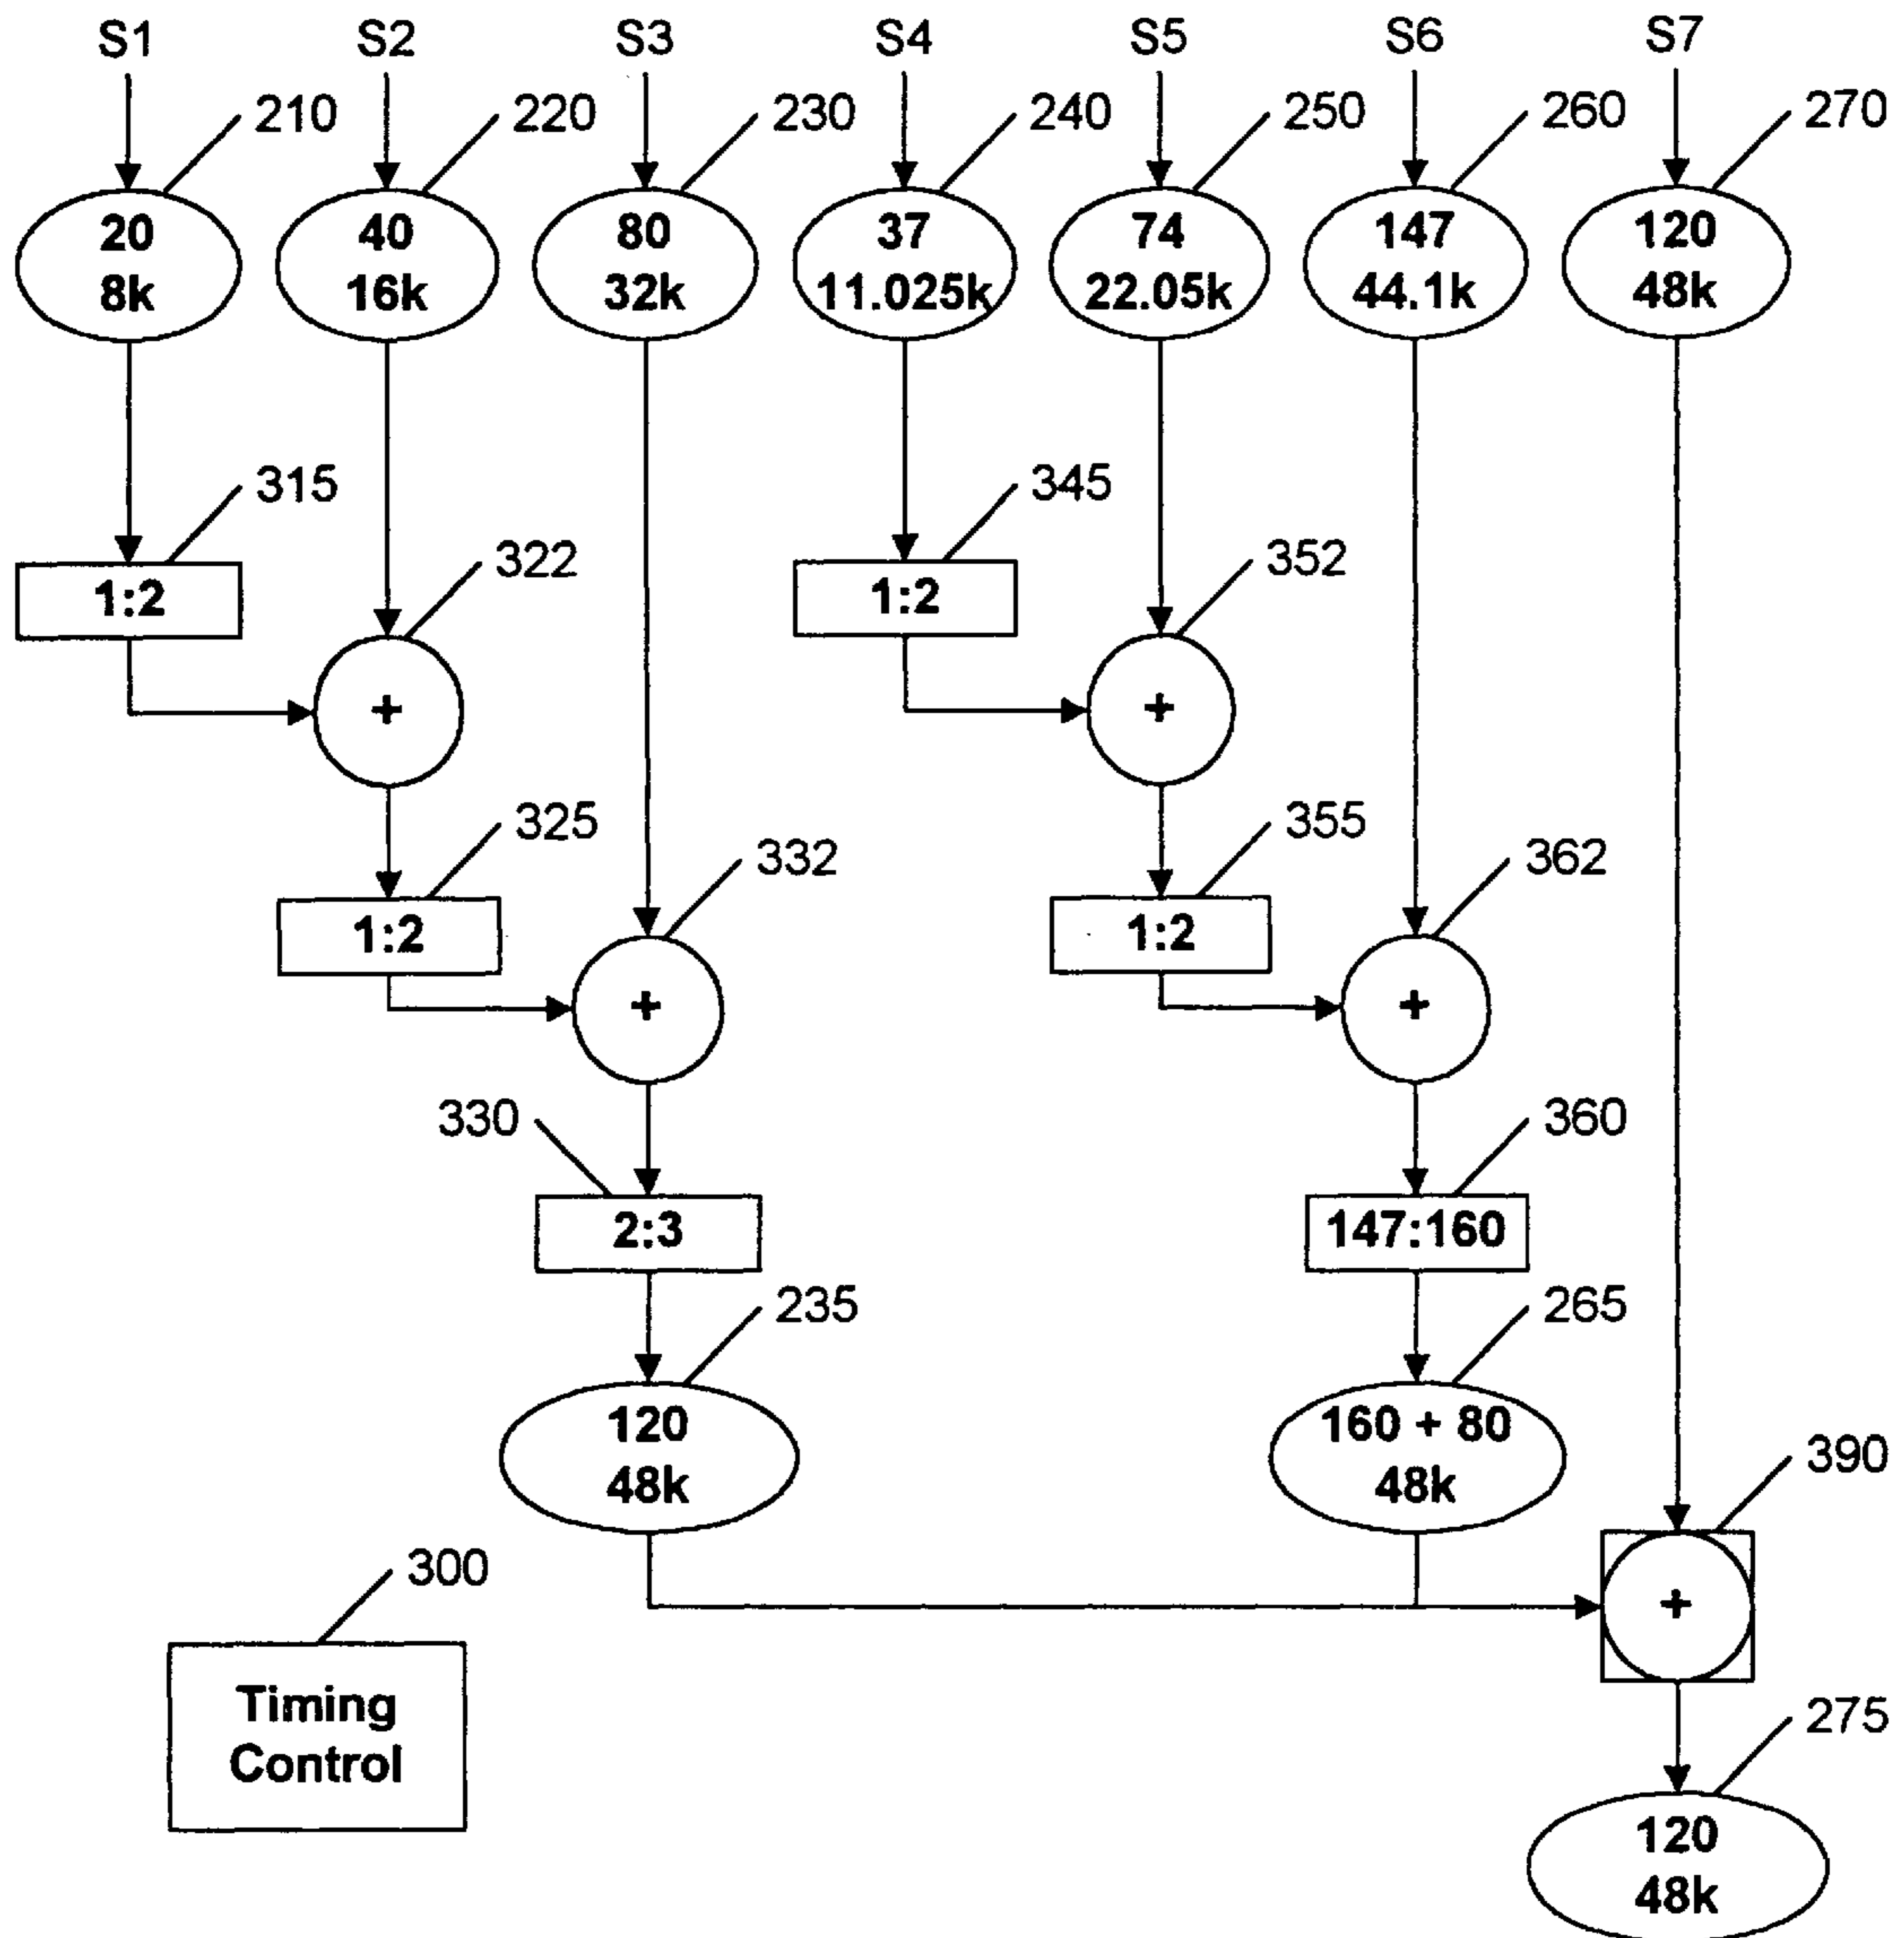 S1 S2 S3 S4 S5 S6 S7
210 220 230 240 250 260 270
20 40 80 37 74 147 120
8k 16k 32k 11.025k 22.05k 44.1k 48k
315 345
322 352
1:2 1:2
+ +
325 355
332 362
1:2 1:2
+ +
330 360
2:3 147:160
235 265
120 160 + 80
48k 48k
390
300
+
Timing
Control
275
120
48k